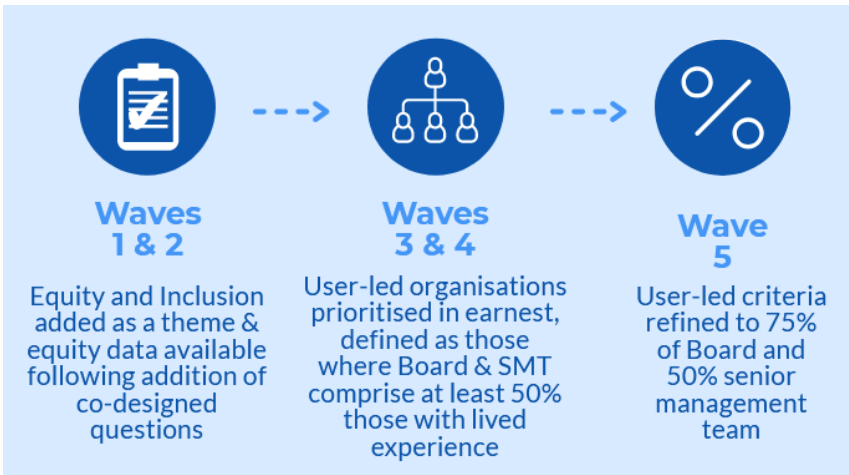 Waves
1 & 2
Equity and Inclusion
added as a theme &
equity data available
following addition of
co-designed
questions
Waves
3 & 4
User-led organisations
prioritised in earnest,
defined as those
where Board & SMT
comprise at least 50%
those with lived
experience
Wave
5
User-led criteria
refined to 75%
of Board and
50% senior
management
team